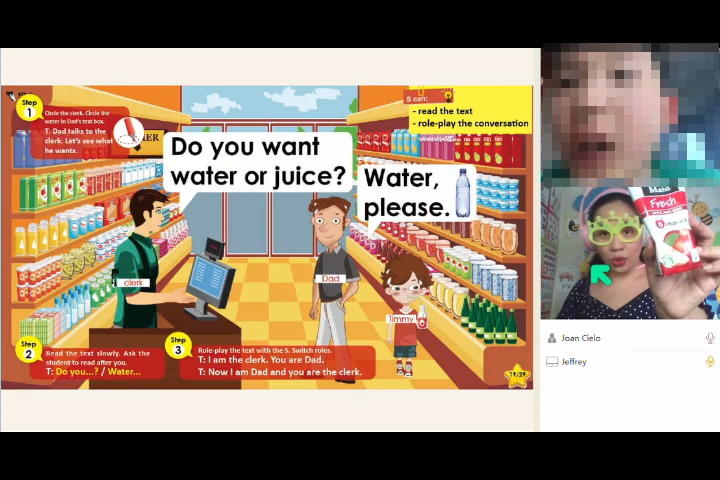 Step
1
Circle the clerk. Circle the
water in Dad's text box.
T: Dad talks to the
clerk. Let's see what
he wants.
S can:
- read the text
- role-play the conversation
Do you want
water or juice?
Water,
please.
clerk
Dad
Timmy
Step
2
Read the text slowly. Ask the
student to read after you.
T: Do you...? / Water...
Step
3
Role-play the text with the S. Switch roles.
T: I am the clerk. You are Dad.
T: Now I am Dad and you are the clerk.
19/29
Malo
Fresh
Joan Cielo
Jeffrey